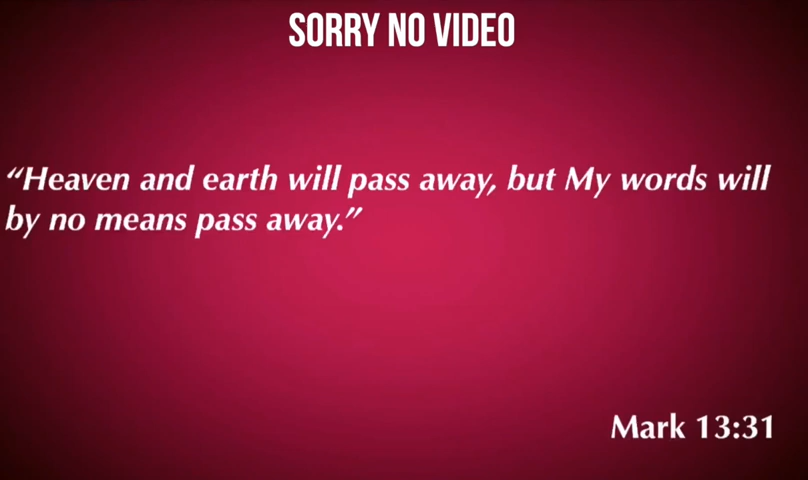 SORRY NO VIDEO
“Heaven and earth will pass away, but My words will
by no means pass away.”
Mark 13:31